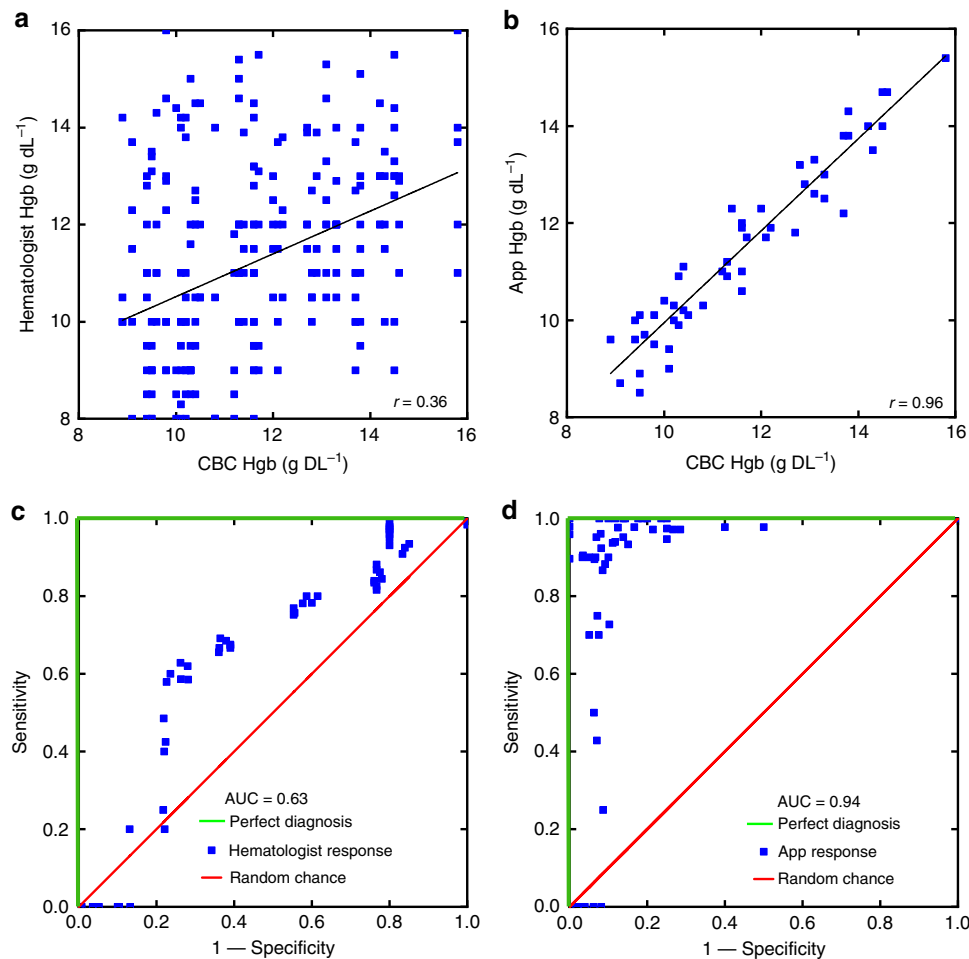 a
16
14
12
10
8
Hematologist Hgb (g dL⁻¹)
8 10 12 14 16
CBC Hgb (g DL⁻¹)
r = 0.36
b
16
14
12
10
8
App Hgb (g dL⁻¹)
8 10 12 14 16
CBC Hgb (g DL⁻¹)
r = 0.96
c
1.0
0.8
0.6
0.4
0.2
0.0
Sensitivity
AUC = 0.63
Perfect diagnosis
Hematologist response
Random chance
0.0 0.2 0.4 0.6 0.8 1.0
1 — Specificity
d
1.0
0.8
0.6
0.4
0.2
0.0
Sensitivity
AUC = 0.94
Perfect diagnosis
App response
Random chance
0.0 0.2 0.4 0.6 0.8 1.0
1 — Specificity